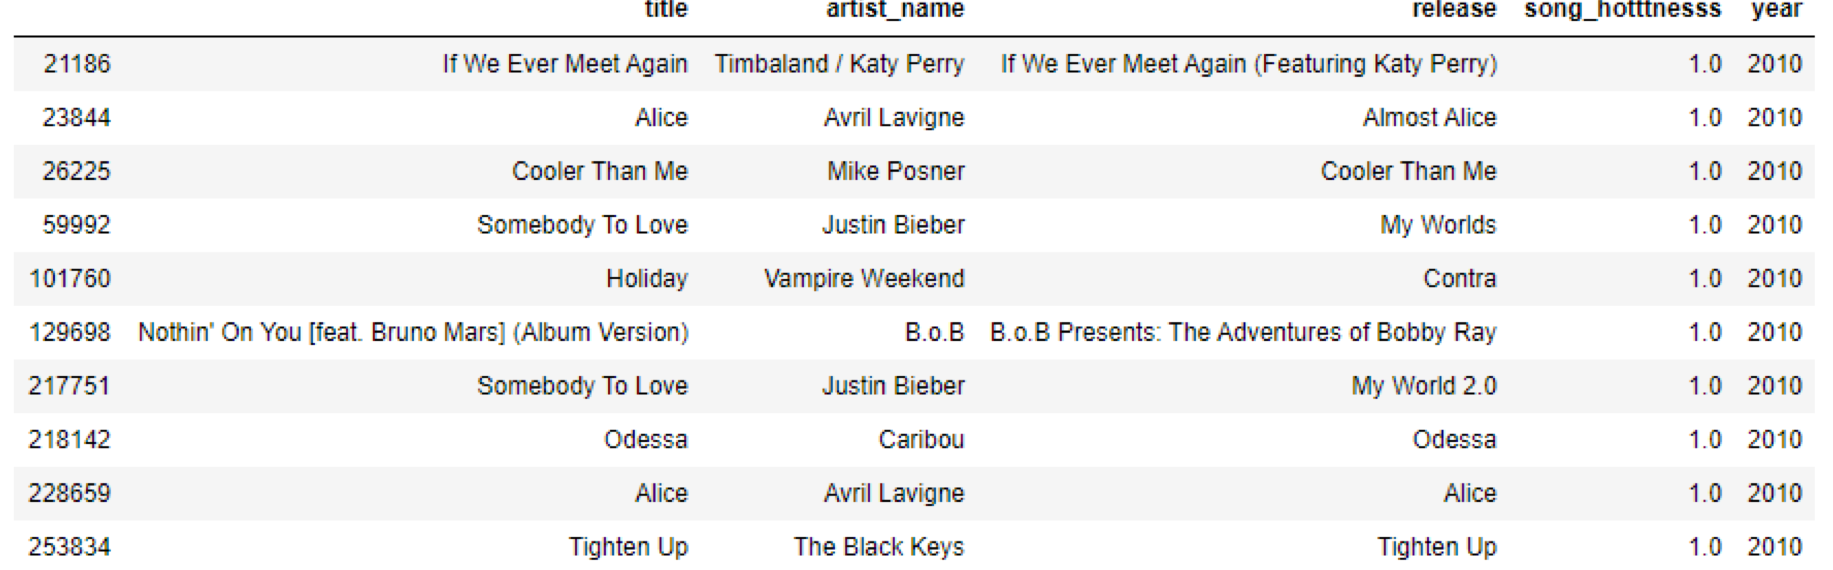 title artist_name release song_hotttnesss year
21186 If We Ever Meet Again Timbaland / Katy Perry If We Ever Meet Again (Featuring Katy Perry) 1.0 2010
23844 Alice Avril Lavigne Almost Alice 1.0 2010
26225 Cooler Than Me Mike Posner Cooler Than Me 1.0 2010
59992 Somebody To Love Justin Bieber My Worlds 1.0 2010
101760 Holiday Vampire Weekend Contra 1.0 2010
129698 Nothin' On You [feat. Bruno Mars] (Album Version) B.o.B B.o.B Presents: The Adventures of Bobby Ray 1.0 2010
217751 Somebody To Love Justin Bieber My World 2.0 1.0 2010
218142 Odessa Caribou Odessa 1.0 2010
228659 Alice Avril Lavigne Alice 1.0 2010
253834 Tighten Up The Black Keys Tighten Up 1.0 2010